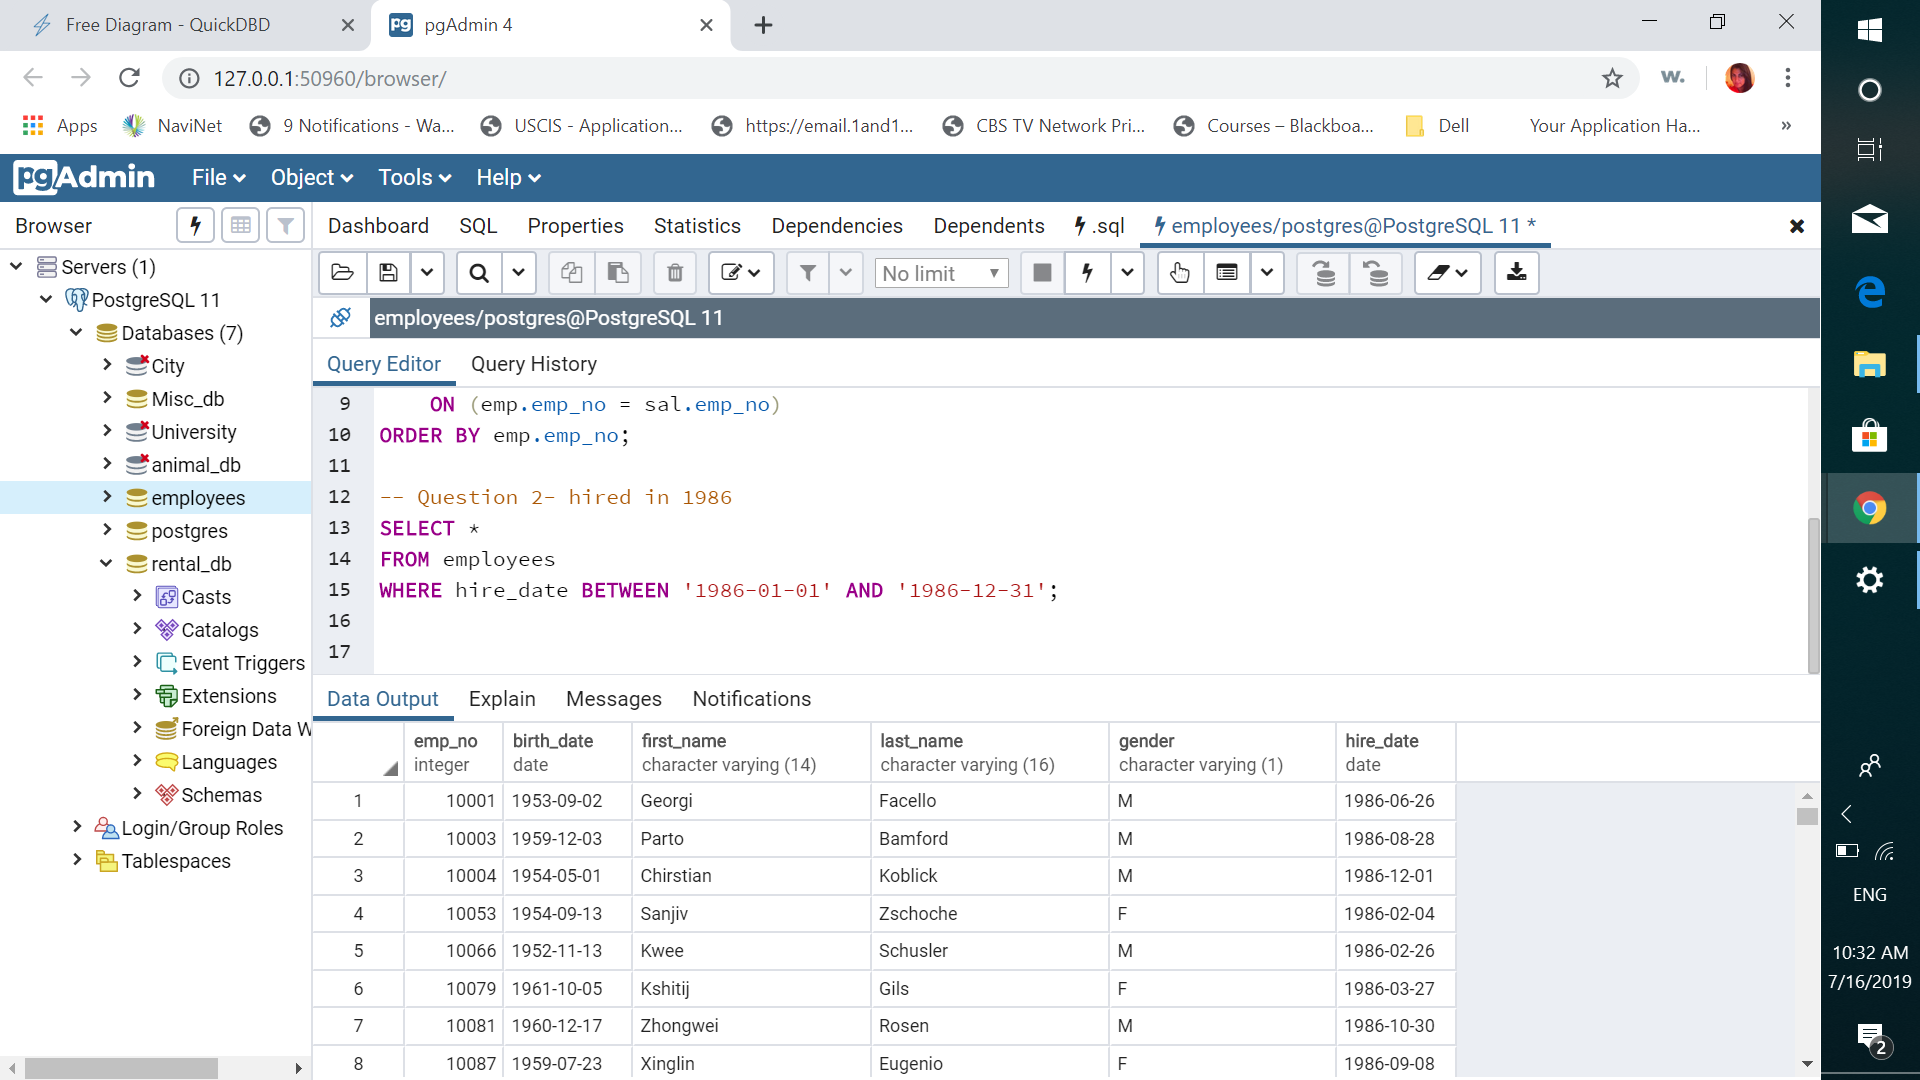 Free Diagram - QuickDBD
pgAdmin 4
127.0.0.1:50960/browser/
w.
Apps
NaviNet
9 Notifications - Wa...
USCIS - Application...
https://email.1and1...
CBS TV Network Pri...
Courses – Blackboa...
Dell
Your Application Ha...
»
pgAdmin
File
Object
Tools
Help
Browser
Dashboard
SQL
Properties
Statistics
Dependencies
Dependents
.sql
employees/postgres@PostgreSQL 11 *
No limit
employees/postgres@PostgreSQL 11
Servers (1)
PostgreSQL 11
Databases (7)
City
Misc_db
University
animal_db
employees
postgres
rental_db
Casts
Catalogs
Event Triggers
Extensions
Foreign Data W
Languages
Schemas
Login/Group Roles
Tablespaces
Query Editor
Query History
9 ON (emp.emp_no = sal.emp_no)
10 ORDER BY emp.emp_no;
11
12 -- Question 2- hired in 1986
13 SELECT *
14 FROM employees
15 WHERE hire_date BETWEEN '1986-01-01' AND '1986-12-31';
16
17
Data Output
Explain
Messages
Notifications
emp_no birth_date first_name last_name gender hire_date
integer date character varying (14) character varying (16) character varying (1) date
1 10001 1953-09-02 Georgi Facello M 1986-06-26
2 10003 1959-12-03 Parto Bamford M 1986-08-28
3 10004 1954-05-01 Chirstian Koblick M 1986-12-01
4 10053 1954-09-13 Sanjiv Zschoche F 1986-02-04
5 10066 1952-11-13 Kwee Schusler M 1986-02-26
6 10079 1961-10-05 Kshitij Gils F 1986-03-27
7 10081 1960-12-17 Zhongwei Rosen M 1986-10-30
8 10087 1959-07-23 Xinglin Eugenio F 1986-09-08
ENG
10:32 AM
7/16/2019
2